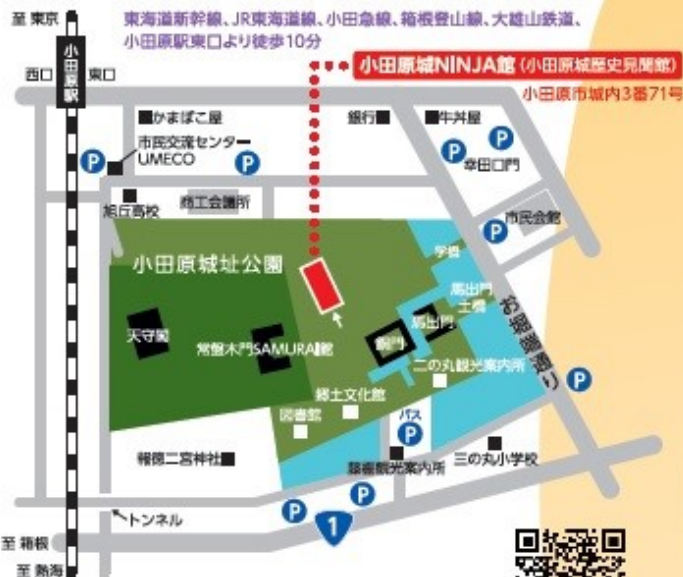 至 東京
東海道新幹線、JR東海道線、小田急線、箱根登山線、大雄山鉄道、
小田原駅東口より徒歩10分
小田原駅
西口
東口
小田原城NINJA館(小田原城歴史見聞館)
小田原市城内3番71号
かまぼこ屋
銀行
牛丼屋
市民交流センター
UMECO
P
P
P
P
幸田口門
旭丘高校
商工会議所
市民会館
P
学橋
小田原城址公園
馬出門
土橋
お堀端通り
天守閣
常盤木門SAMURAI館
銅門
馬出門
二の丸観光案内所
P
郷土文化館
図書館
バス
P
報徳二宮神社
藤棚観光案内所
三の丸小学校
トンネル
P
P
1
至 箱根
至 熱海